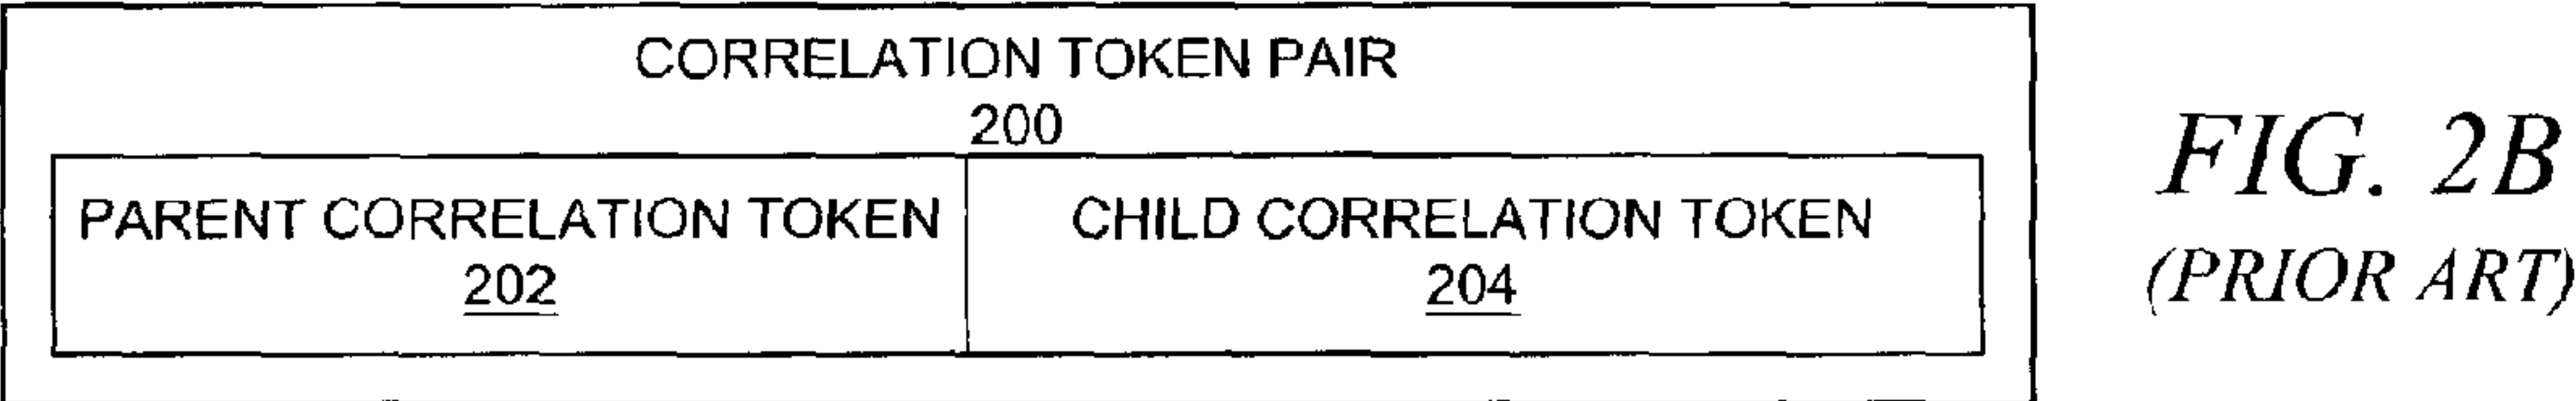 CORRELATION TOKEN PAIR
200
PARENT CORRELATION TOKEN
202
CHILD CORRELATION TOKEN
204
FIG. 2B
(PRIOR ART)